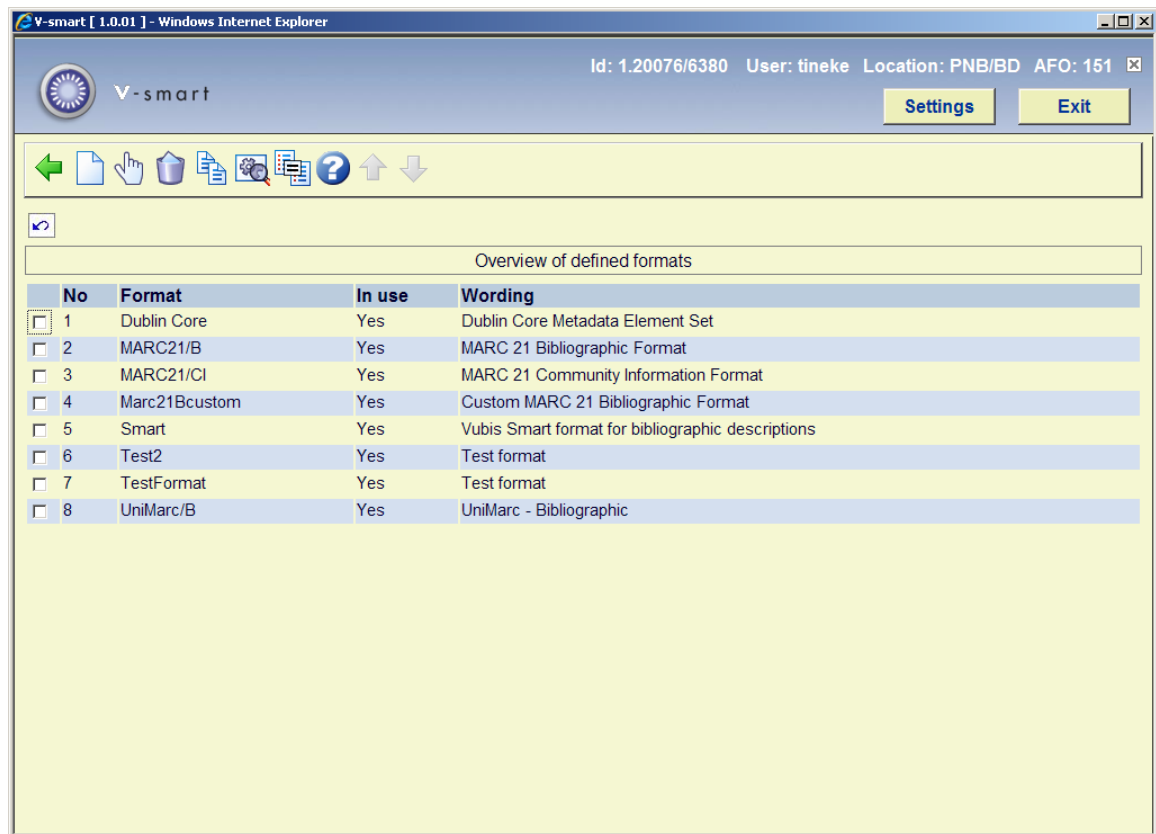 V-smart [ 1.0.01 ] - Windows Internet Explorer
Id: 1.20076/6380 User: tineke Location: PNB/BD AFO: 151
V-smart
Settings Exit
Overview of defined formats
No Format In use Wording
1 Dublin Core Yes Dublin Core Metadata Element Set
2 MARC21/B Yes MARC 21 Bibliographic Format
3 MARC21/CI Yes MARC 21 Community Information Format
4 Marc21Bcustom Yes Custom MARC 21 Bibliographic Format
5 Smart Yes Vubis Smart format for bibliographic descriptions
6 Test2 Yes Test format
7 TestFormat Yes Test format
8 UniMarc/B Yes UniMarc - Bibliographic